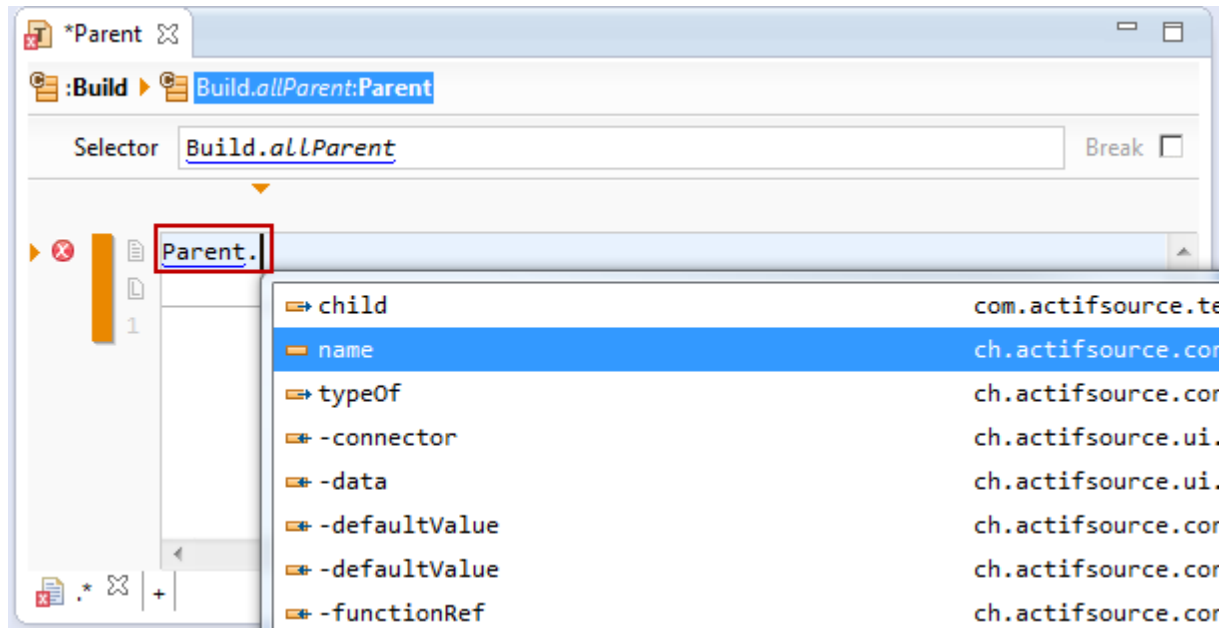 *Parent
:Build Build.allParent:Parent
Selector Build.allParent Break
Parent.
1
child com.actifsource.te
name ch.actifsource.cor
typeOf ch.actifsource.cor
-connector ch.actifsource.ui.
-data ch.actifsource.ui.
-defaultValue ch.actifsource.cor
-defaultValue ch.actifsource.cor
-functionRef ch.actifsource.cor
.* +